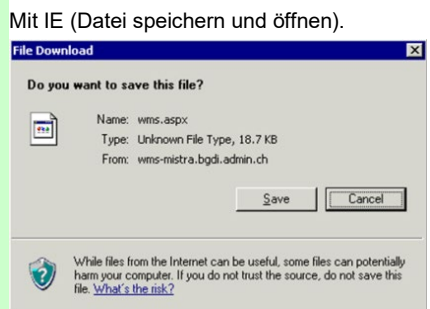 Mit IE (Datei speichern und öffnen).
File Download
Do you want to save this file?
Name: wms.aspx
Type: Unknown File Type, 18.7 KB
From: wms-mistra.bgdi.admin.ch
Save Cancel
While files from the Internet can be useful, some files can potentially
harm your computer. If you do not trust the source, do not save this
file. What's the risk?